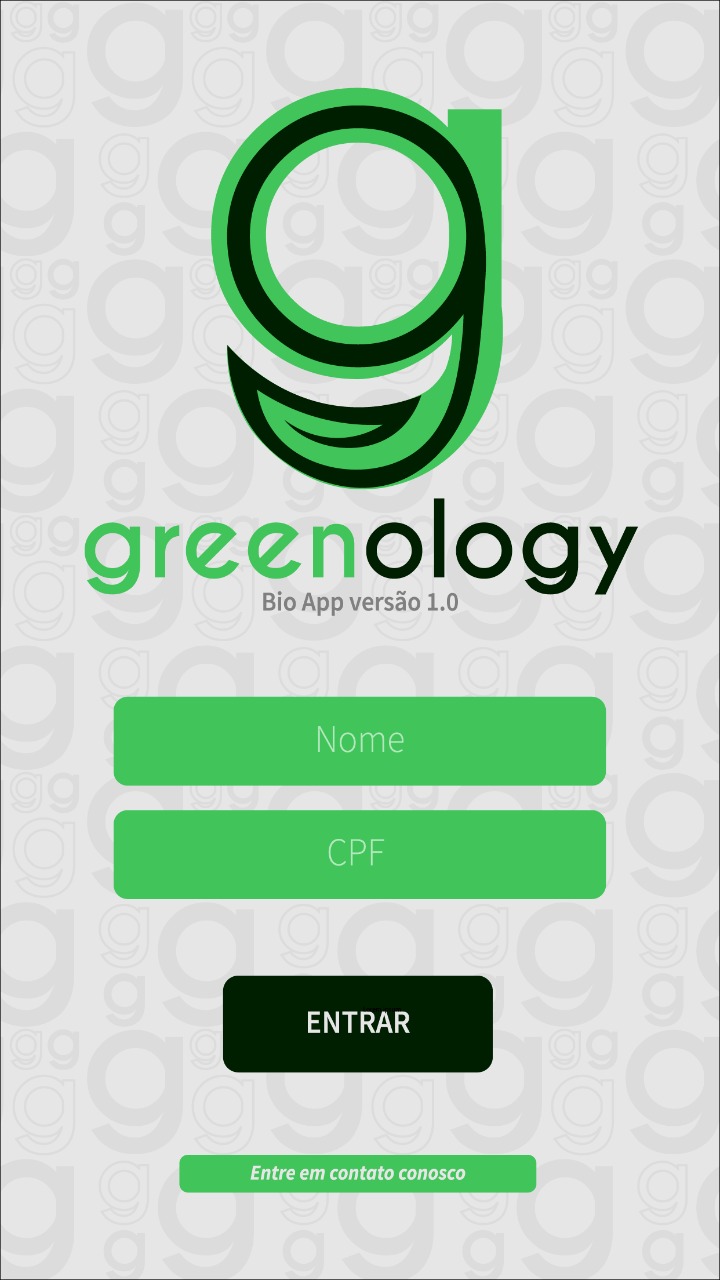 greenology
Bio App versão 1.0
Nome
CPF
ENTRAR
Entre em contato conosco